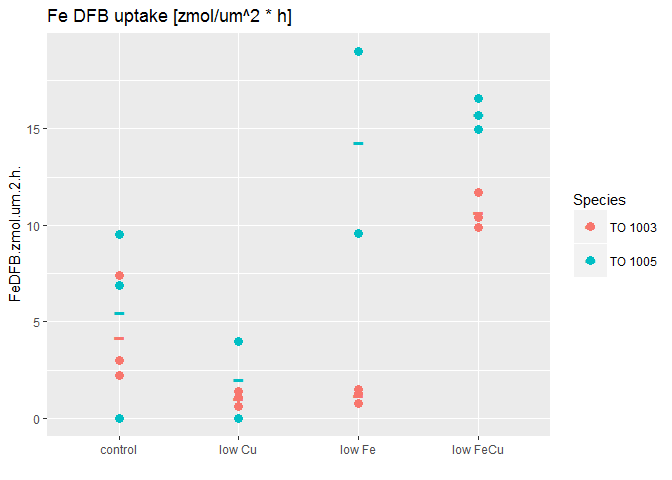 Fe DFB uptake [zmol/um^2 * h]
FeDFB.zmol.um.2.h.
15
10
5
0
control
low Cu
low Fe
low FeCu
Species
TO 1003
TO 1005